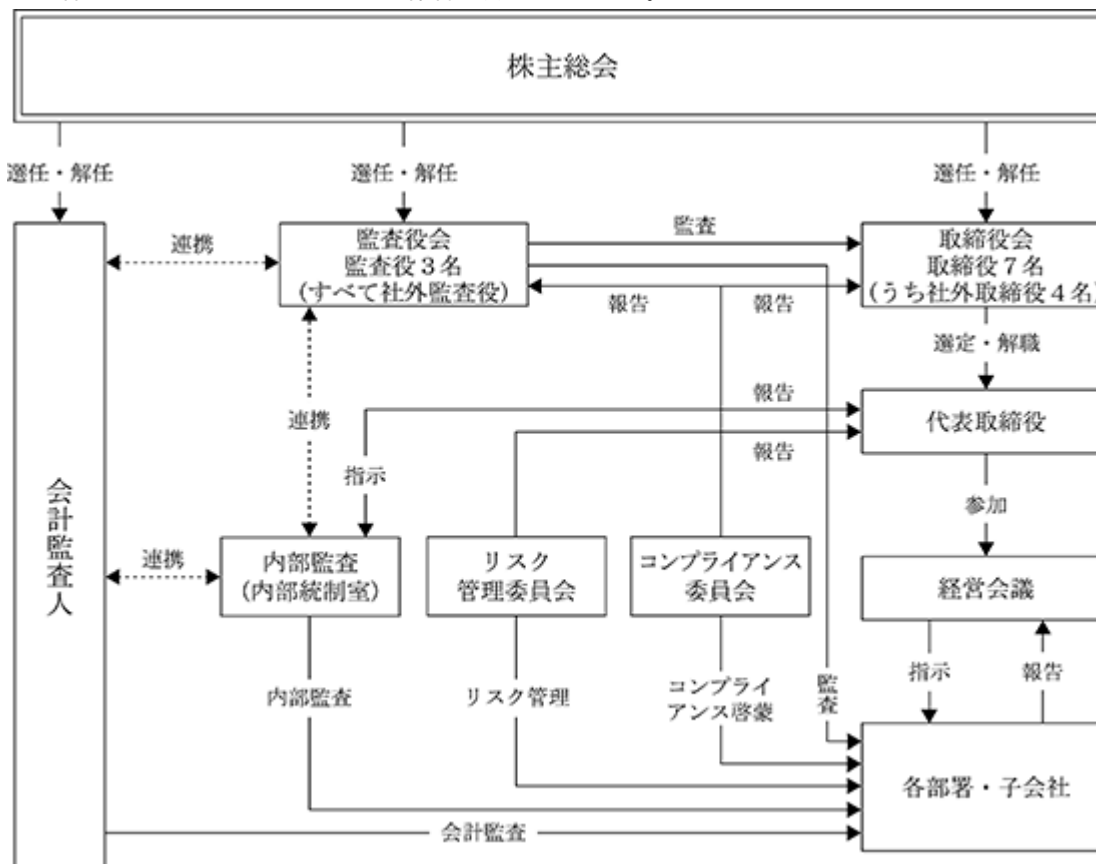 株主総会
選任・解任
選任・解任
選任・解任
連携
監査役会
監査役3名
(すべて社外監査役)
監査
取締役会
取締役7名
(うち社外取締役4名)
報告
報告
選定・解職
連携
報告
代表取締役
報告
指示
参加
会計監査人
連携
内部監査
(内部統制室)
リスク
管理委員会
コンプライアンス
委員会
経営会議
内部監査
リスク管理
コンプライ
アンス啓蒙
監査
指示
報告
各部署・子会社
会計監査